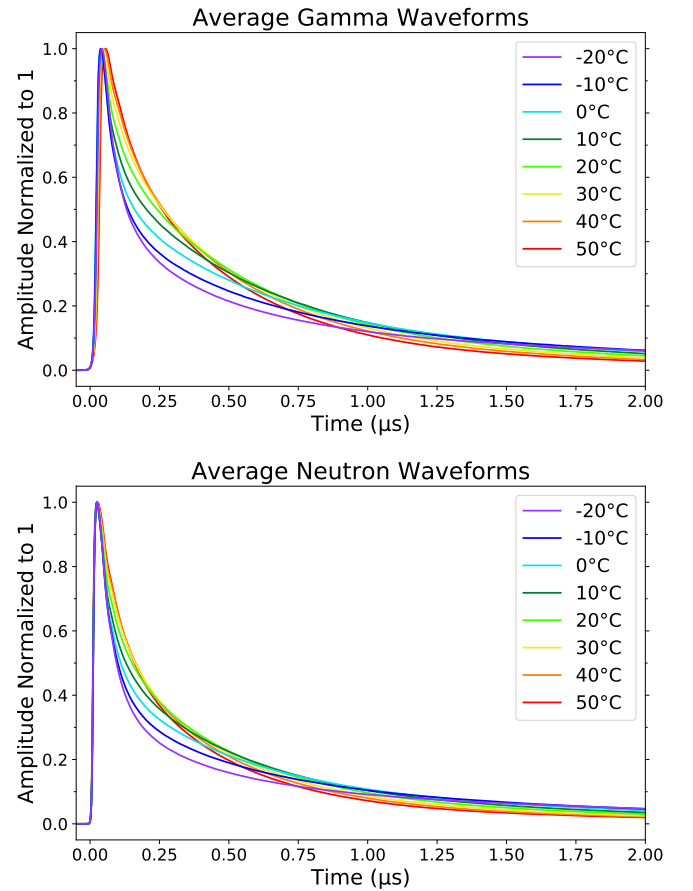 Average Gamma Waveforms
Amplitude Normalized to 1
1.0
0.8
0.6
0.4
0.2
0.0
-20°C
-10°C
0°C
10°C
20°C
30°C
40°C
50°C
0.00 0.25 0.50 0.75 1.00 1.25 1.50 1.75 2.00
Time (μs)
Average Neutron Waveforms
Amplitude Normalized to 1
1.0
0.8
0.6
0.4
0.2
0.0
-20°C
-10°C
0°C
10°C
20°C
30°C
40°C
50°C
0.00 0.25 0.50 0.75 1.00 1.25 1.50 1.75 2.00
Time (μs)